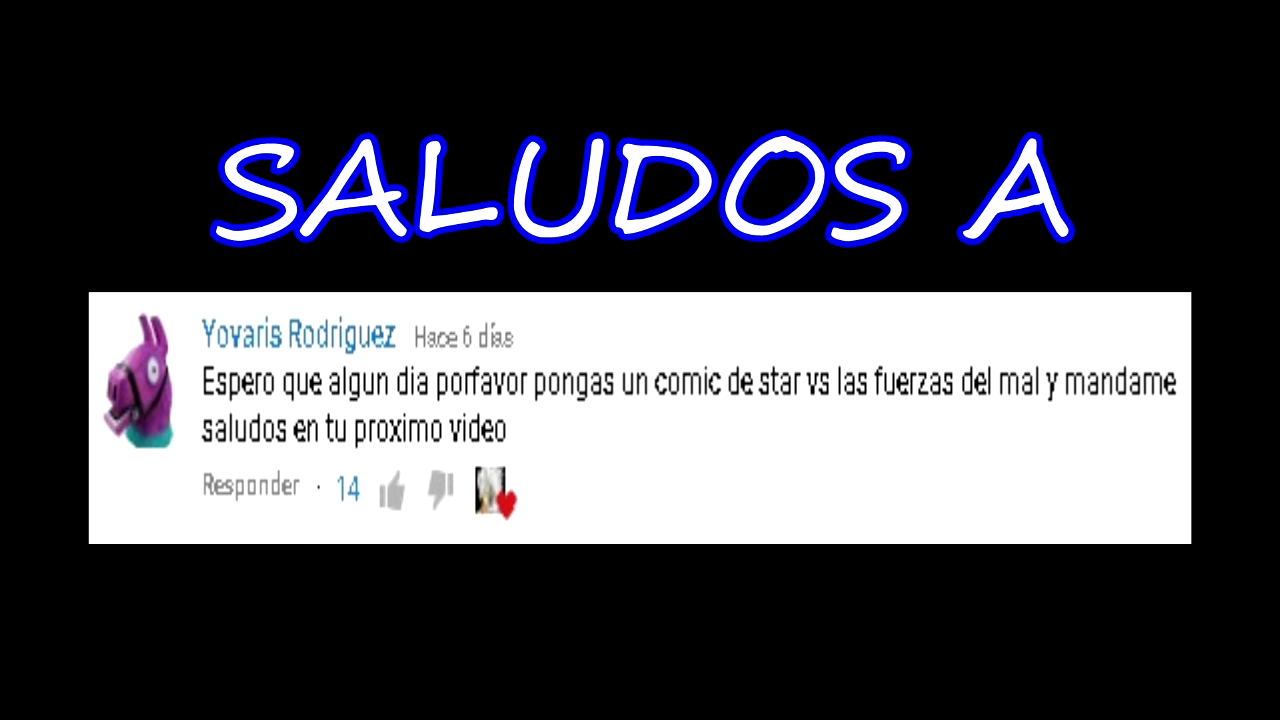 SALUDOS A
Yovaris Rodriguez Hace 6 días
Espero que algun dia porfavor pongas un comic de star vs las fuerzas del mal y mandame
saludos en tu proximo video
Responder · 14